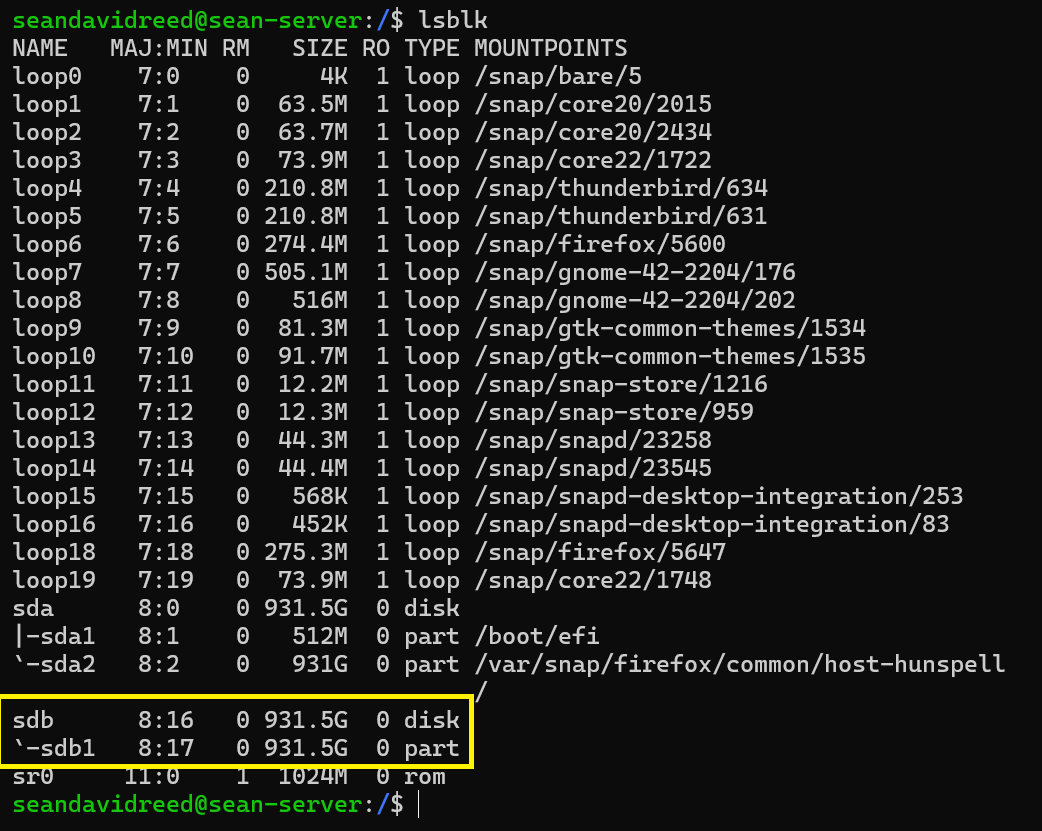 seandavidreed@sean-server:/$ lsblk
NAME   MAJ:MIN RM   SIZE RO TYPE MOUNTPOINTS
loop0    7:0    0     4K  1 loop /snap/bare/5
loop1    7:1    0  63.5M  1 loop /snap/core20/2015
loop2    7:2    0  63.7M  1 loop /snap/core20/2434
loop3    7:3    0  73.9M  1 loop /snap/core22/1722
loop4    7:4    0 210.8M  1 loop /snap/thunderbird/634
loop5    7:5    0 210.8M  1 loop /snap/thunderbird/631
loop6    7:6    0 274.4M  1 loop /snap/firefox/5600
loop7    7:7    0 505.1M  1 loop /snap/gnome-42-2204/176
loop8    7:8    0   516M  1 loop /snap/gnome-42-2204/202
loop9    7:9    0  81.3M  1 loop /snap/gtk-common-themes/1534
loop10   7:10   0  91.7M  1 loop /snap/gtk-common-themes/1535
loop11   7:11   0  12.2M  1 loop /snap/snap-store/1216
loop12   7:12   0  12.3M  1 loop /snap/snap-store/959
loop13   7:13   0  44.3M  1 loop /snap/snapd/23258
loop14   7:14   0  44.4M  1 loop /snap/snapd/23545
loop15   7:15   0   568K  1 loop /snap/snapd-desktop-integration/253
loop16   7:16   0   452K  1 loop /snap/snapd-desktop-integration/83
loop18   7:18   0 275.3M  1 loop /snap/firefox/5647
loop19   7:19   0  73.9M  1 loop /snap/core22/1748
sda      8:0    0 931.5G  0 disk
|-sda1   8:1    0   512M  0 part /boot/efi
`-sda2   8:2    0   931G  0 part /var/snap/firefox/common/host-hunspell
                                 /
sdb      8:16   0 931.5G  0 disk
`-sdb1   8:17   0 931.5G  0 part
sr0     11:0    1  1024M  0 rom
seandavidreed@sean-server:/$